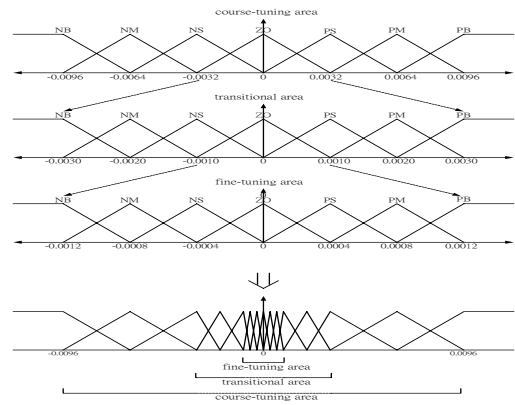 course-tuning area
NB NM NS ZO PS PM PB
-0.0096 -0.0064 -0.0032 0 0.0032 0.0064 0.0096
transitional area
NB NM NS ZO PS PM PB
-0.0030 -0.0020 -0.0010 0 0.0010 0.0020 0.0030
fine-tuning area
NB NM NS ZO PS PM PB
-0.0012 -0.0008 -0.0004 0 0.0004 0.0008 0.0012
-0.0096 0 0.0096
fine-tuning area
transitional area
course-tuning area